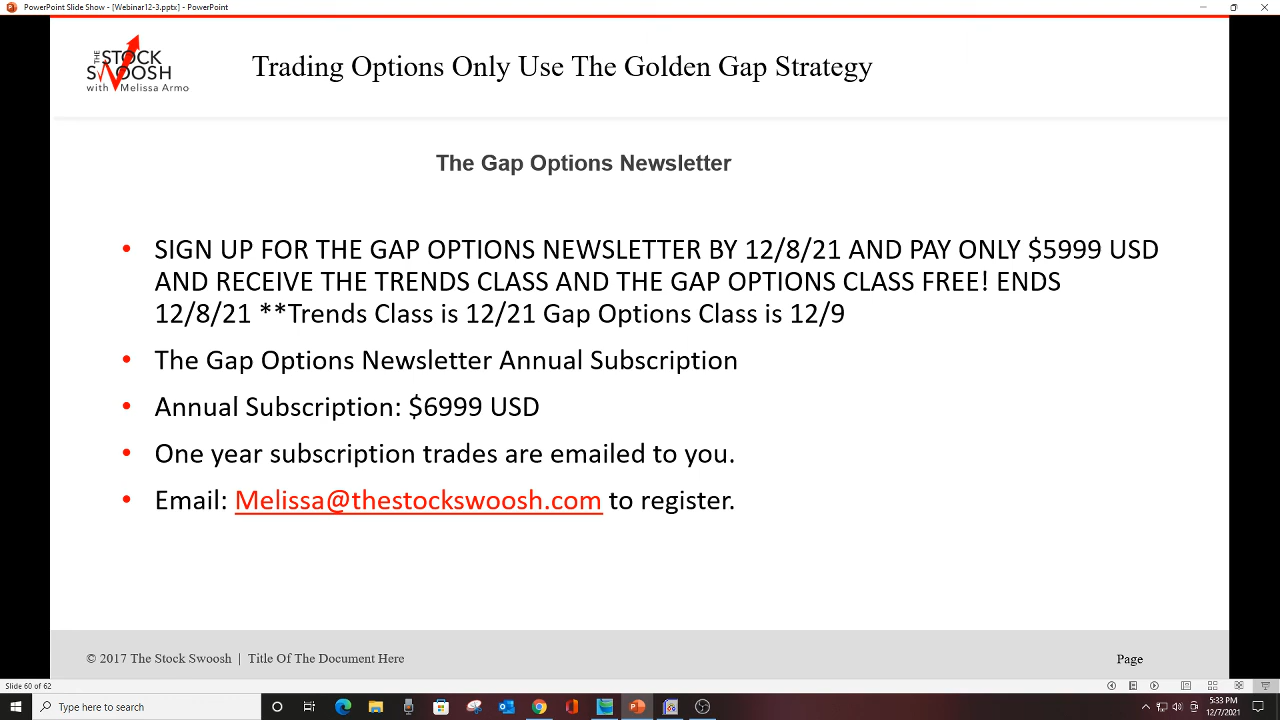 PowerPoint Slide Show - [Webinar12-3.pptx] - PowerPoint
THE
STOCK
SWOOSH
with Melissa Armo
Trading Options Only Use The Golden Gap Strategy
The Gap Options Newsletter
• SIGN UP FOR THE GAP OPTIONS NEWSLETTER BY 12/8/21 AND PAY ONLY $5999 USD
AND RECEIVE THE TRENDS CLASS AND THE GAP OPTIONS CLASS FREE! ENDS
12/8/21 **Trends Class is 12/21 Gap Options Class is 12/9
• The Gap Options Newsletter Annual Subscription
• Annual Subscription: $6999 USD
• One year subscription trades are emailed to you.
• Email: Melissa@thestockswoosh.com to register.
© 2017 The Stock Swoosh | Title Of The Document Here
Page
Slide 60 of 62
Type here to search
5:33 PM
12/7/2021